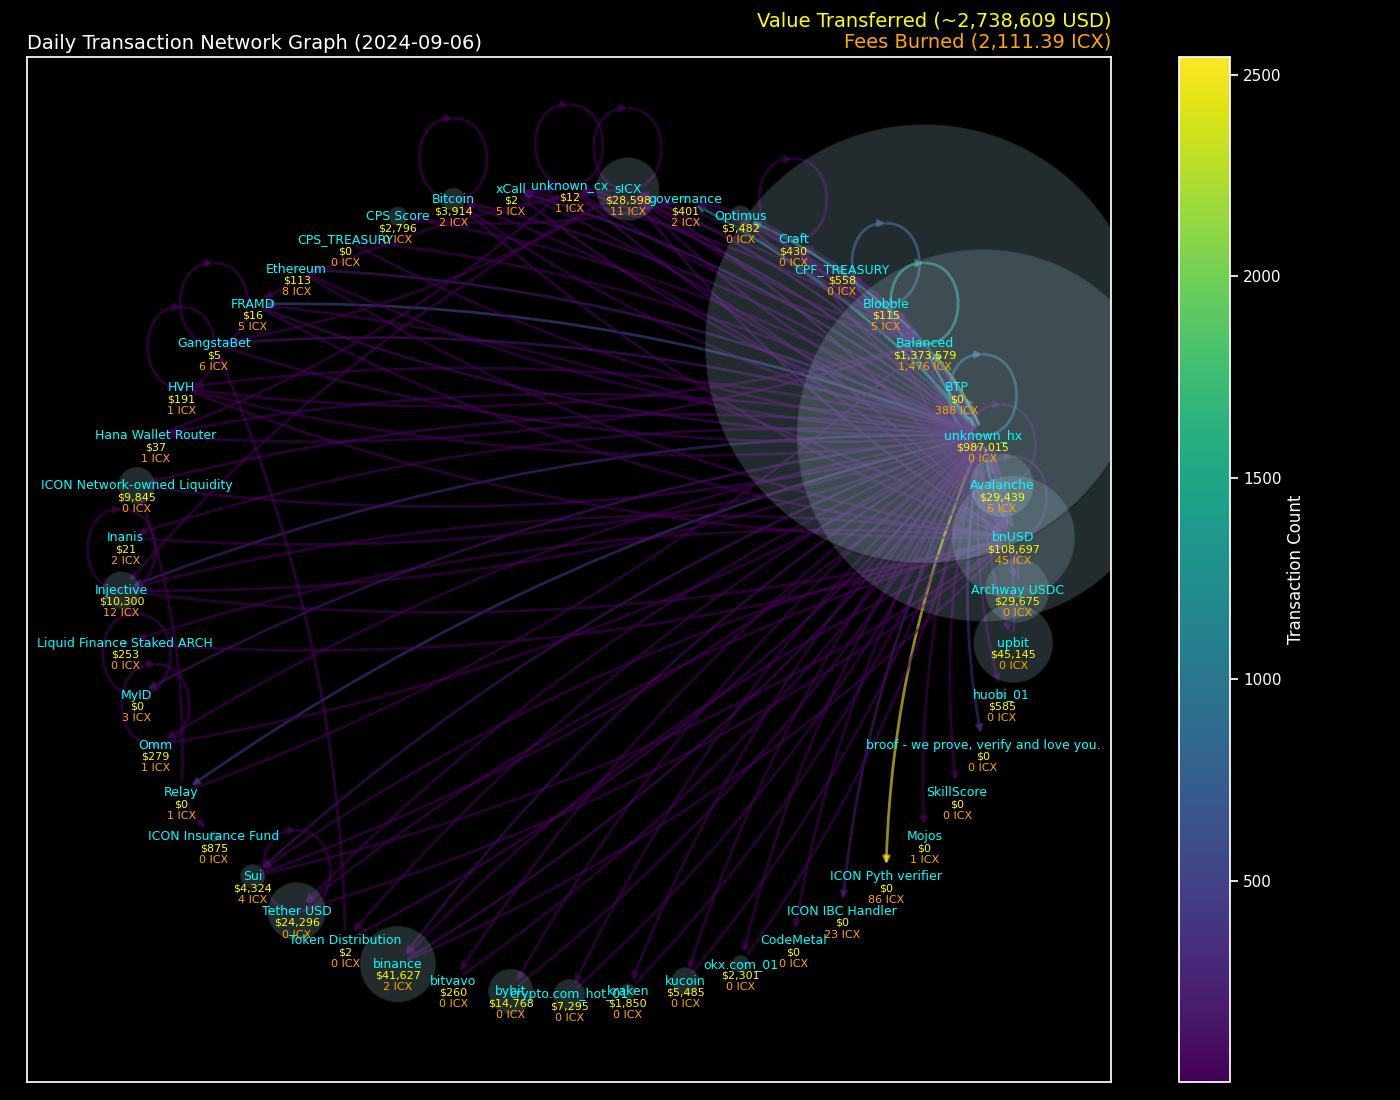 Value Transferred (~2,738,609 USD)
Daily Transaction Network Graph (2024-09-06)
Fees Burned (2,111.39 ICX)
unknown_cx
$12
1 ICX
sICX
$28,598
11 ICX
xCall
$2
5 ICX
governance
$401
2 ICX
Bitcoin
$3,914
2 ICX
Optimus
$3,482
0 ICX
CPS Score
$2,796
0 ICX
Craft
$430
0 ICX
CPS_TREASURY
$0
0 ICX
CPF_TREASURY
$558
0 ICX
Ethereum
$113
8 ICX
Blobble
$115
5 ICX
FRAMD
$16
5 ICX
Balanced
$1,373,579
1,476 ICX
GangstaBet
$5
6 ICX
BTP
$0
388 ICX
HVH
$191
1 ICX
unknown_hx
$987,015
0 ICX
Hana Wallet Router
$37
1 ICX
Avalanche
$29,439
6 ICX
ICON Network-owned Liquidity
$9,845
0 ICX
bnUSD
$108,697
45 ICX
Inanis
$21
2 ICX
Archway USDC
$29,675
0 ICX
Injective
$10,300
12 ICX
upbit
$45,145
0 ICX
Liquid Finance Staked ARCH
$253
0 ICX
huobi_01
$585
0 ICX
MyID
$0
3 ICX
broof - we prove, verify and love you.
$0
0 ICX
Omm
$279
1 ICX
SkillScore
$0
0 ICX
Relay
$0
1 ICX
Mojos
$0
1 ICX
ICON Insurance Fund
$875
0 ICX
ICON Pyth verifier
$0
86 ICX
Sui
$4,324
4 ICX
ICON IBC Handler
$0
23 ICX
Tether USD
$24,296
0 ICX
CodeMetal
$0
0 ICX
Token Distribution
$2
0 ICX
okx.com_01
$2,301
0 ICX
binance
$41,627
2 ICX
kucoin
$5,485
0 ICX
bitvavo
$260
0 ICX
kraken
$1,850
0 ICX
bybit
$14,768
0 ICX
crypto.com_hot_01
$7,295
0 ICX
2500
2000
1500
1000
500
Transaction Count